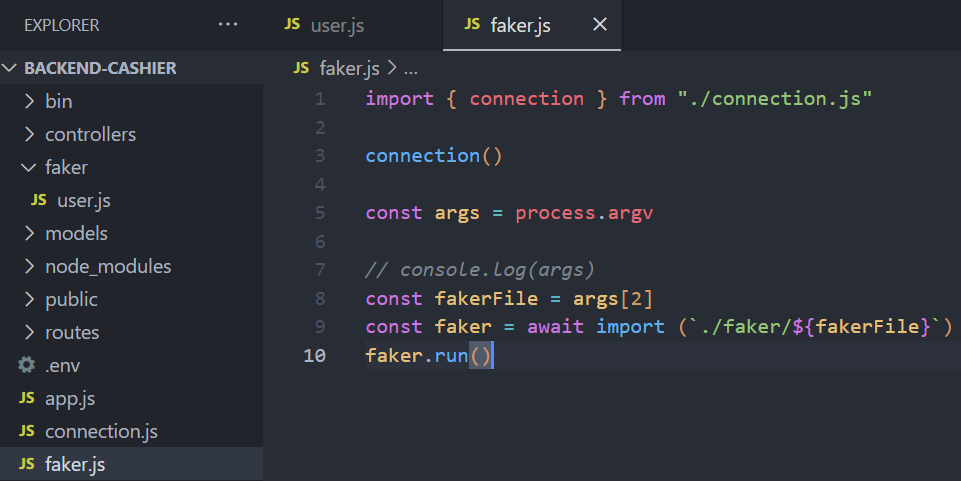 EXPLORER ...
BACKEND-CASHIER
bin
controllers
faker
JS user.js
models
node_modules
public
routes
.env
JS app.js
JS connection.js
JS faker.js
JS user.js
JS faker.js
JS faker.js > ...
1 import { connection } from "./connection.js"
2
3 connection()
4
5 const args = process.argv
6
7 // console.log(args)
8 const fakerFile = args[2]
9 const faker = await import (`./faker/${fakerFile}`)
10 faker.run()